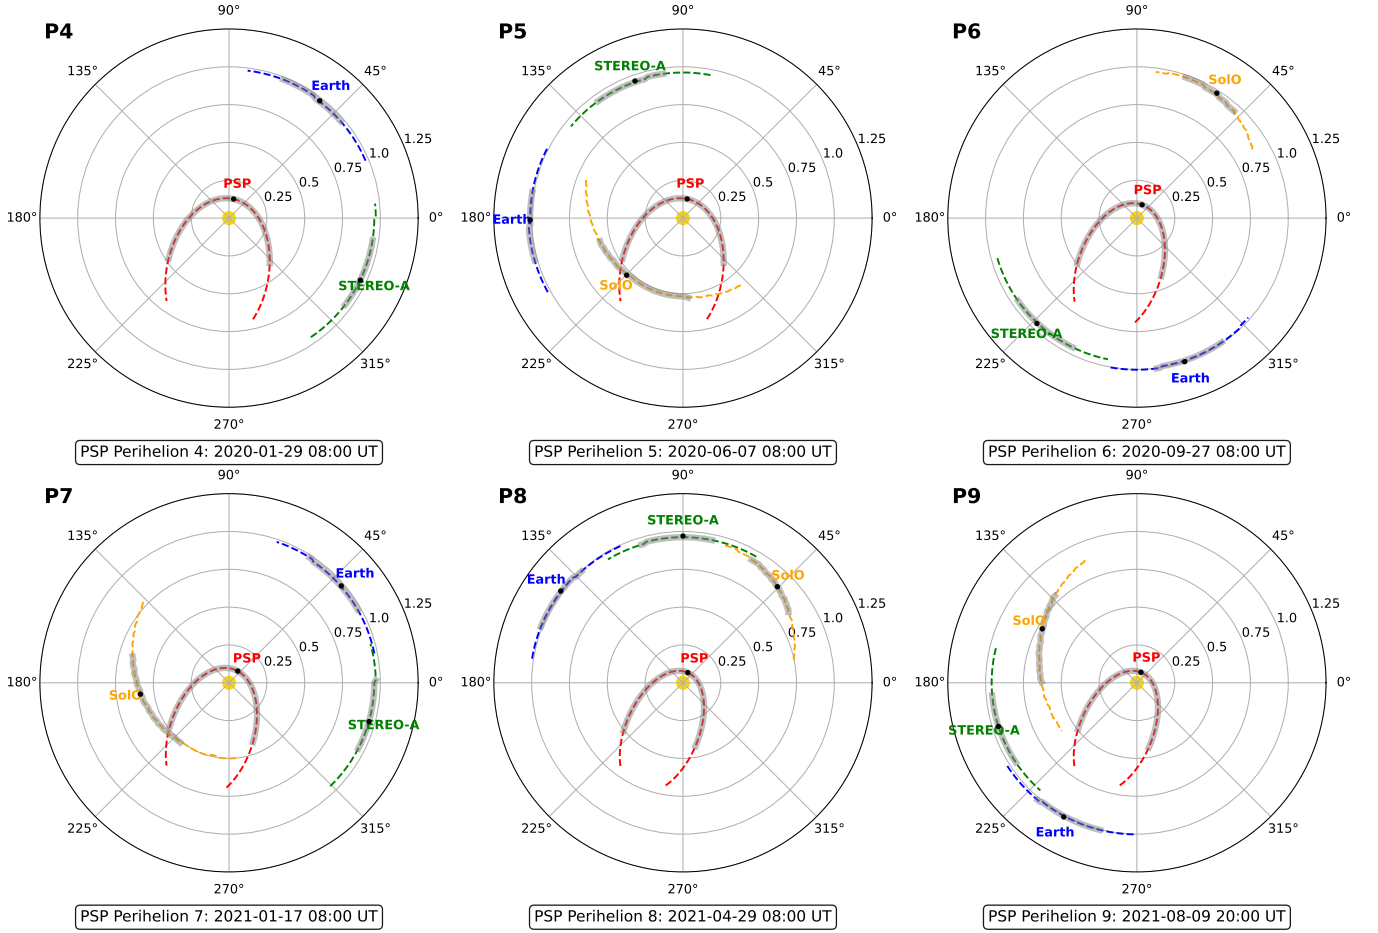 90°
P4
135°
45°
Earth
1.25
1.0
0.75
0.5
0.25
PSP
180°
0°
STEREO-A
225°
315°
270°
PSP Perihelion 4: 2020-01-29 08:00 UT
90°
P5
STEREO-A
135°
45°
1.25
1.0
0.75
0.5
0.25
PSP
180°
Earth
0°
SolO
225°
315°
270°
PSP Perihelion 5: 2020-06-07 08:00 UT
90°
P6
135°
45°
SolO
1.25
1.0
0.75
0.5
0.25
PSP
180°
0°
STEREO-A
225°
315°
Earth
270°
PSP Perihelion 6: 2020-09-27 08:00 UT
90°
P7
135°
45°
Earth
1.25
1.0
0.75
0.5
0.25
PSP
180°
0°
SolO
STEREO-A
225°
315°
270°
PSP Perihelion 7: 2021-01-17 08:00 UT
90°
P8
STEREO-A
135°
45°
Earth
SolO
1.25
1.0
0.75
0.5
0.25
PSP
180°
0°
225°
315°
270°
PSP Perihelion 8: 2021-04-29 08:00 UT
90°
P9
135°
45°
1.25
1.0
SolO
0.75
0.5
0.25
PSP
180°
0°
STEREO-A
225°
315°
Earth
270°
PSP Perihelion 9: 2021-08-09 20:00 UT